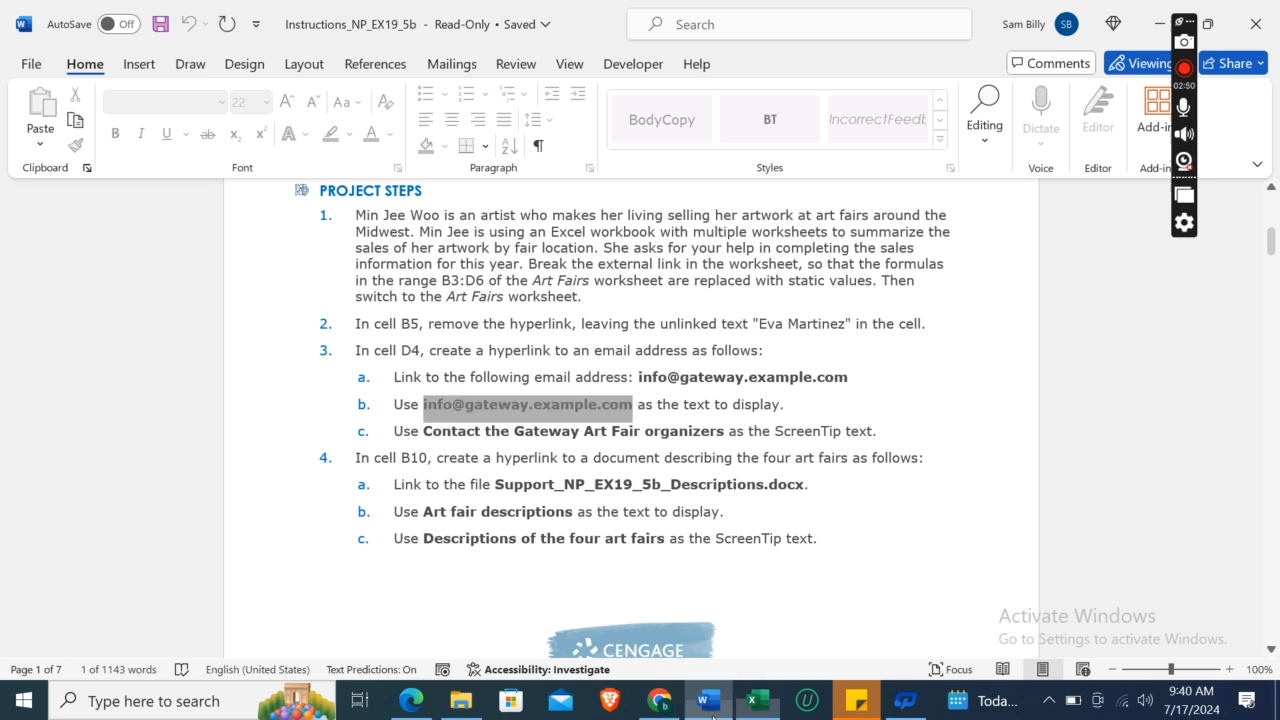 AutoSave Off Instructions_NP_EX19_5b - Read-Only • Saved Search Sam Billy SB
File Home Insert Draw Design Layout References Mailings Review View Developer Help Comments Viewing Share
02:50
22 Aa
BodyCopy BT IncorrectFeedb
Paste Editing Dictate Editor Add-in
Clipboard Font Paragraph Styles Voice Editor Add-in
PROJECT STEPS
1. Min Jee Woo is an artist who makes her living selling her artwork at art fairs around the
Midwest. Min Jee is using an Excel workbook with multiple worksheets to summarize the
sales of her artwork by fair location. She asks for your help in completing the sales
information for this year. Break the external link in the worksheet, so that the formulas
in the range B3:D6 of the Art Fairs worksheet are replaced with static values. Then
switch to the Art Fairs worksheet.
2. In cell B5, remove the hyperlink, leaving the unlinked text "Eva Martinez" in the cell.
3. In cell D4, create a hyperlink to an email address as follows:
a. Link to the following email address: info@gateway.example.com
b. Use info@gateway.example.com as the text to display.
c. Use Contact the Gateway Art Fair organizers as the ScreenTip text.
4. In cell B10, create a hyperlink to a document describing the four art fairs as follows:
a. Link to the file Support_NP_EX19_5b_Descriptions.docx.
b. Use Art fair descriptions as the text to display.
c. Use Descriptions of the four art fairs as the ScreenTip text.
CENGAGE
Activate Windows
Go to Settings to activate Windows.
Page 1 of 7 1 of 1143 words English (United States) Text Predictions: On Accessibility: Investigate Focus 100%
Type here to search Toda... 9:40 AM
7/17/2024